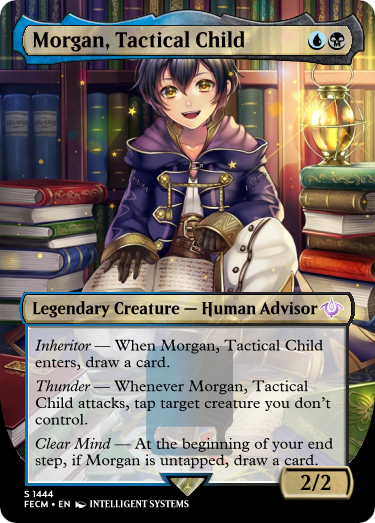 Morgan, Tactical Child
Legendary Creature — Human Advisor
Inheritor — When Morgan, Tactical Child
enters, draw a card.
Thunder — Whenever Morgan, Tactical
Child attacks, tap target creature you don't
control.
Clear Mind — At the beginning of your end
step, if Morgan is untapped, draw a card.
2/2
S 1444
FECM • EN INTELLIGENT SYSTEMS